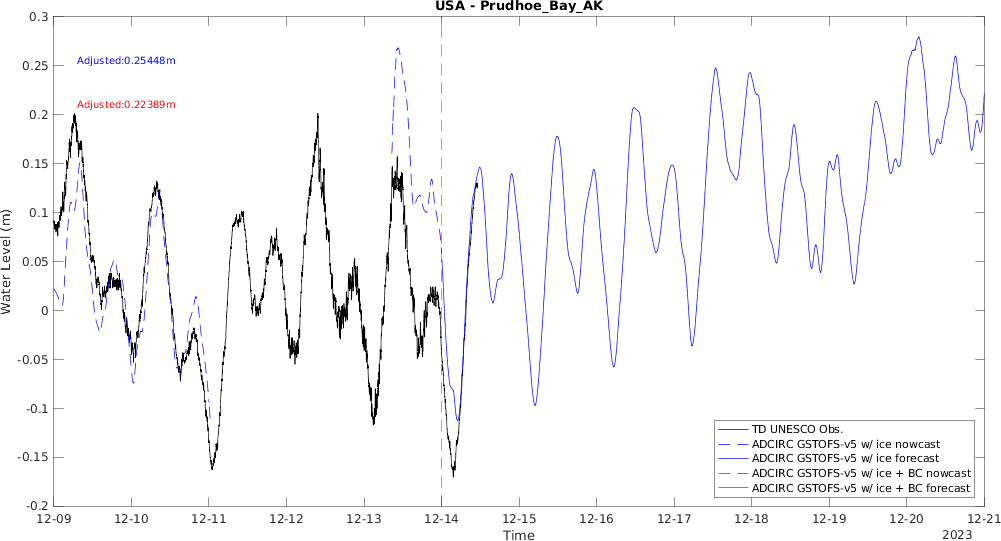 USA - Prudhoe_Bay_AK
0.3
0.25
0.2
0.15
0.1
0.05
0
-0.05
-0.1
-0.15
-0.2
Water Level (m)
Adjusted:0.25448m
Adjusted:0.22389m
TD UNESCO Obs.
ADCIRC GSTOFS-v5 w/ ice nowcast
ADCIRC GSTOFS-v5 w/ ice forecast
ADCIRC GSTOFS-v5 w/ ice + BC nowcast
ADCIRC GSTOFS-v5 w/ ice + BC forecast
12-09 12-10 12-11 12-12 12-13 12-14 12-15 12-16 12-17 12-18 12-19 12-20 12-21
Time
2023